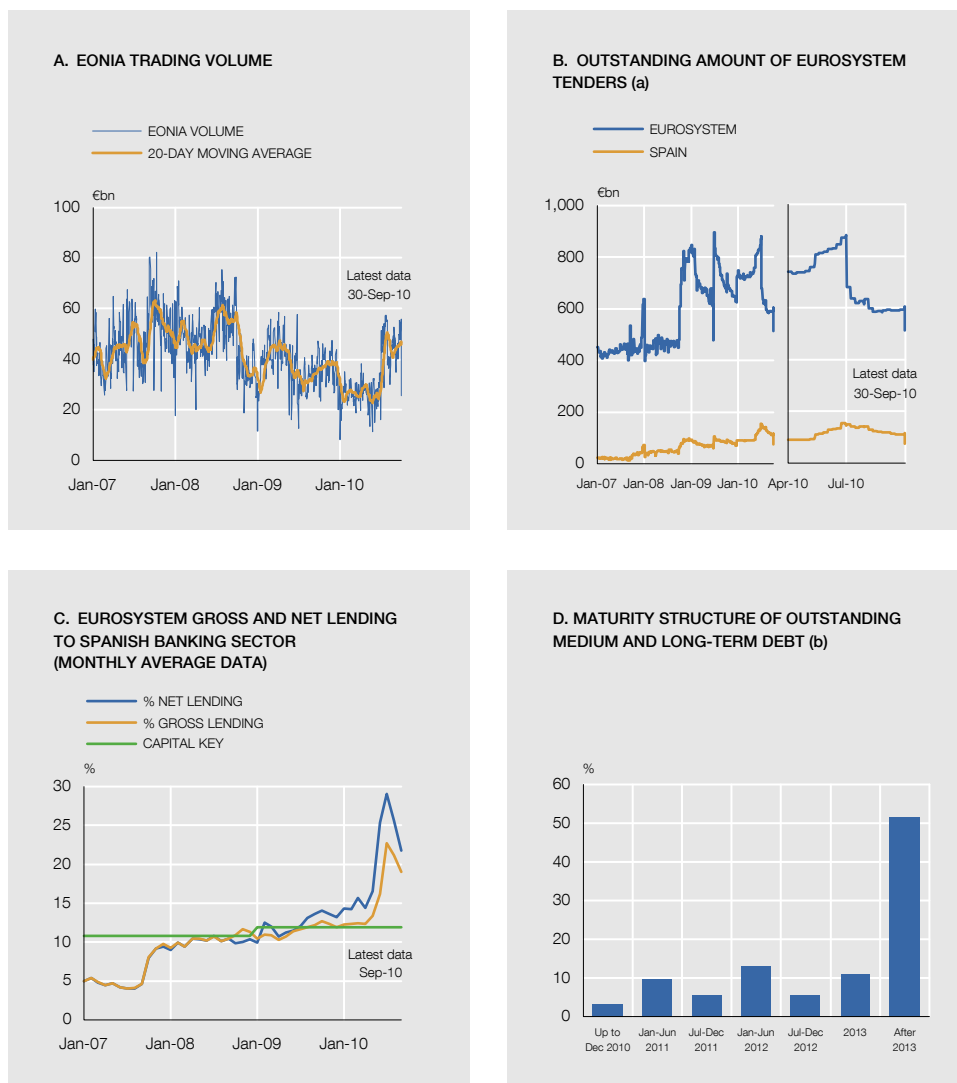 A. EONIA TRADING VOLUME
EONIA VOLUME
20-DAY MOVING AVERAGE
€bn
100
80
60
40
20
0
Latest data
30-Sep-10
Jan-07 Jan-08 Jan-09 Jan-10
B. OUTSTANDING AMOUNT OF EUROSYSTEM
TENDERS (a)
EUROSYSTEM
SPAIN
€bn
1,000
800
600
400
200
0
Latest data
30-Sep-10
Jan-07 Jan-08 Jan-09 Jan-10 Apr-10 Jul-10
C. EUROSYSTEM GROSS AND NET LENDING
TO SPANISH BANKING SECTOR
(MONTHLY AVERAGE DATA)
% NET LENDING
% GROSS LENDING
CAPITAL KEY
%
30
25
20
15
10
5
0
Latest data
Sep-10
Jan-07 Jan-08 Jan-09 Jan-10
D. MATURITY STRUCTURE OF OUTSTANDING
MEDIUM AND LONG-TERM DEBT (b)
%
60
50
40
30
20
10
0
Up to Jan-Jun Jul-Dec Jan-Jun Jul-Dec 2013 After
Dec 2010 2011 2011 2012 2012 2013